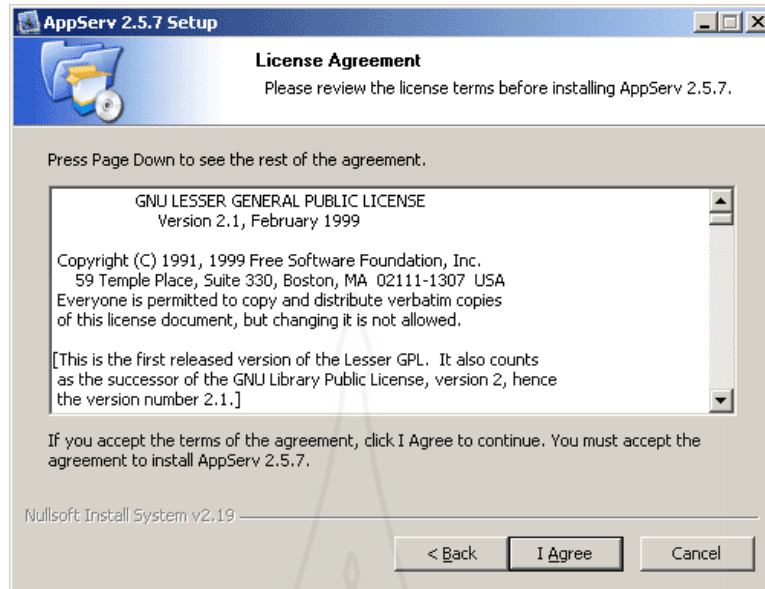 AppServ 2.5.7 Setup
License Agreement
Please review the license terms before installing AppServ 2.5.7.
Press Page Down to see the rest of the agreement.
GNU LESSER GENERAL PUBLIC LICENSE
Version 2.1, February 1999
Copyright (C) 1991, 1999 Free Software Foundation, Inc.
59 Temple Place, Suite 330, Boston, MA  02111-1307  USA
Everyone is permitted to copy and distribute verbatim copies
of this license document, but changing it is not allowed.
[This is the first released version of the Lesser GPL.  It also counts
as the successor of the GNU Library Public License, version 2, hence
the version number 2.1.]
If you accept the terms of the agreement, click I Agree to continue. You must accept the
agreement to install AppServ 2.5.7.
Nullsoft Install System v2.19
< Back
I Agree
Cancel